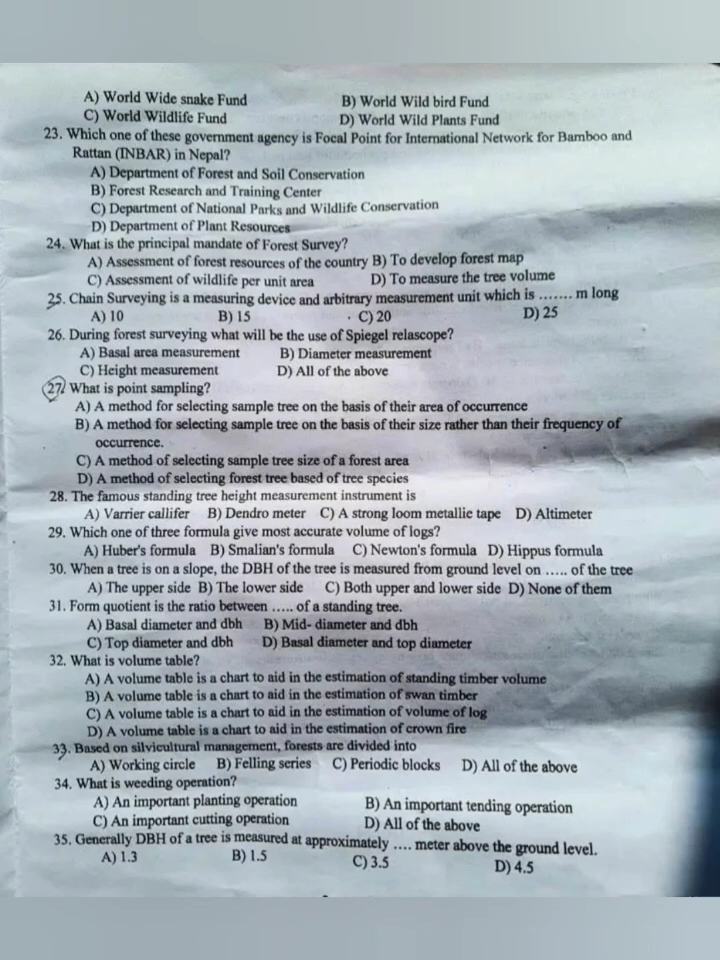 A) World Wide snake Fund B) World Wild bird Fund
C) World Wildlife Fund D) World Wild Plants Fund
23. Which one of these government agency is Focal Point for International Network for Bamboo and
Rattan (INBAR) in Nepal?
A) Department of Forest and Soil Conservation
B) Forest Research and Training Center
C) Department of National Parks and Wildlife Conservation
D) Department of Plant Resources
24. What is the principal mandate of Forest Survey?
A) Assessment of forest resources of the country B) To develop forest map
C) Assessment of wildlife per unit area D) To measure the tree volume
25. Chain Surveying is a measuring device and arbitrary measurement unit which is ....... m long
A) 10 B) 15 C) 20 D) 25
26. During forest surveying what will be the use of Spiegel relascope?
A) Basal area measurement B) Diameter measurement
C) Height measurement D) All of the above
27. What is point sampling?
A) A method for selecting sample tree on the basis of their area of occurrence
B) A method for selecting sample tree on the basis of their size rather than their frequency of
occurrence.
C) A method of selecting sample tree size of a forest area
D) A method of selecting forest tree based of tree species
28. The famous standing tree height measurement instrument is
A) Varrier callifer B) Dendro meter C) A strong loom metallic tape D) Altimeter
29. Which one of three formula give most accurate volume of logs?
A) Huber's formula B) Smalian's formula C) Newton's formula D) Hippus formula
30. When a tree is on a slope, the DBH of the tree is measured from ground level on ..... of the tree
A) The upper side B) The lower side C) Both upper and lower side D) None of them
31. Form quotient is the ratio between ..... of a standing tree.
A) Basal diameter and dbh B) Mid- diameter and dbh
C) Top diameter and dbh D) Basal diameter and top diameter
32. What is volume table?
A) A volume table is a chart to aid in the estimation of standing timber volume
B) A volume table is a chart to aid in the estimation of swan timber
C) A volume table is a chart to aid in the estimation of volume of log
D) A volume table is a chart to aid in the estimation of crown fire
33. Based on silvicultural management, forests are divided into
A) Working circle B) Felling series C) Periodic blocks D) All of the above
34. What is weeding operation?
A) An important planting operation B) An important tending operation
C) An important cutting operation D) All of the above
35. Generally DBH of a tree is measured at approximately .... meter above the ground level.
A) 1.3 B) 1.5 C) 3.5 D) 4.5